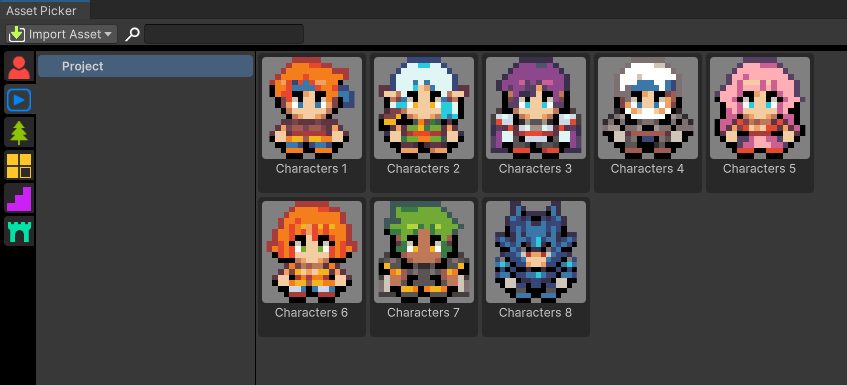 Asset Picker
Import Asset
Project
Characters 1
Characters 2
Characters 3
Characters 4
Characters 5
Characters 6
Characters 7
Characters 8